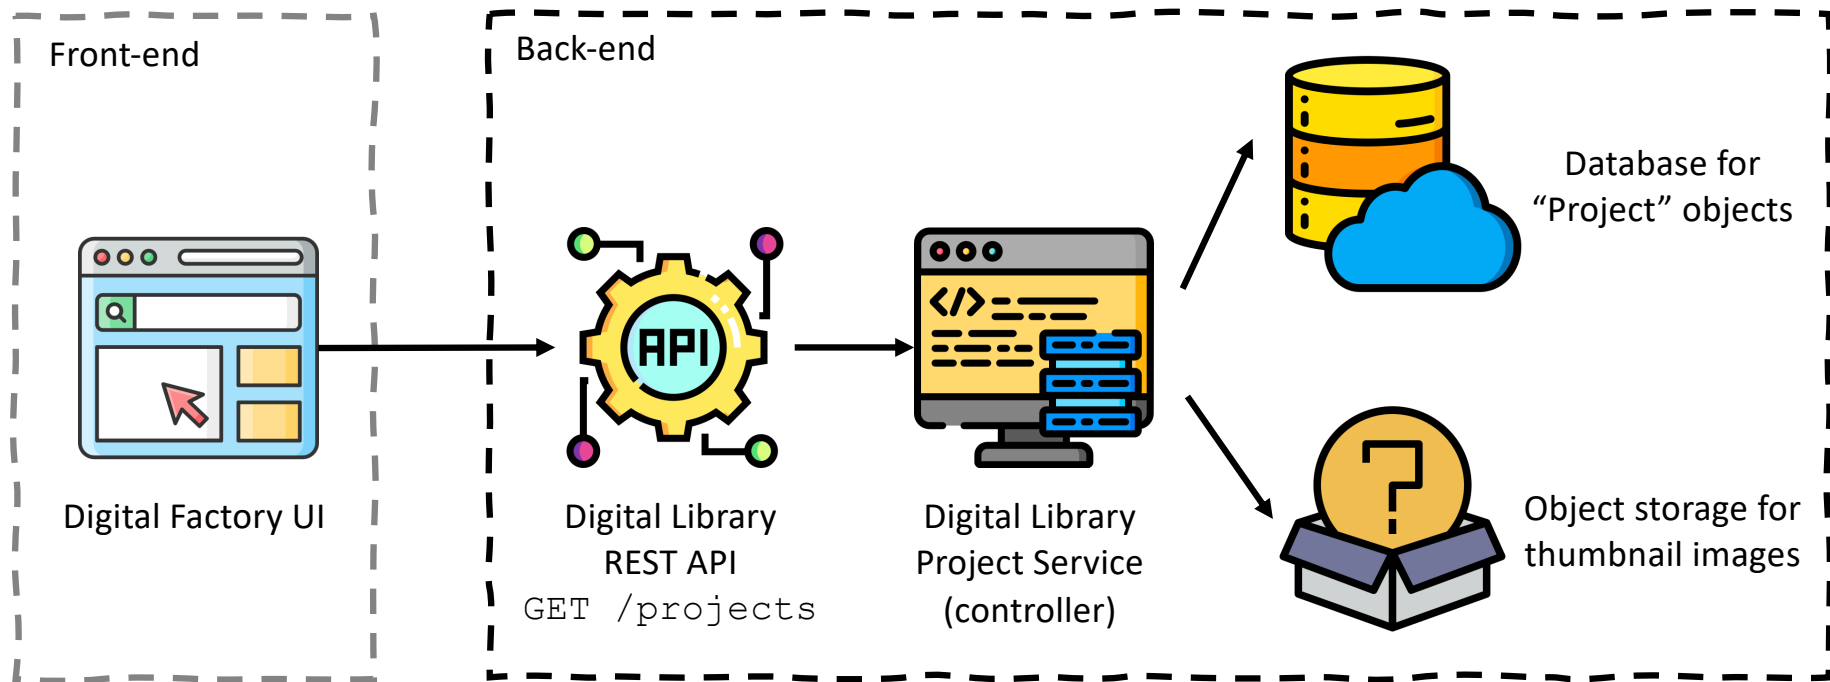 Front-end
Digital Factory UI
Back-end
API
Digital Library
REST API
GET /projects
</>
Digital Library
Project Service
(controller)
Database for
“Project” objects
?
Object storage for
thumbnail images